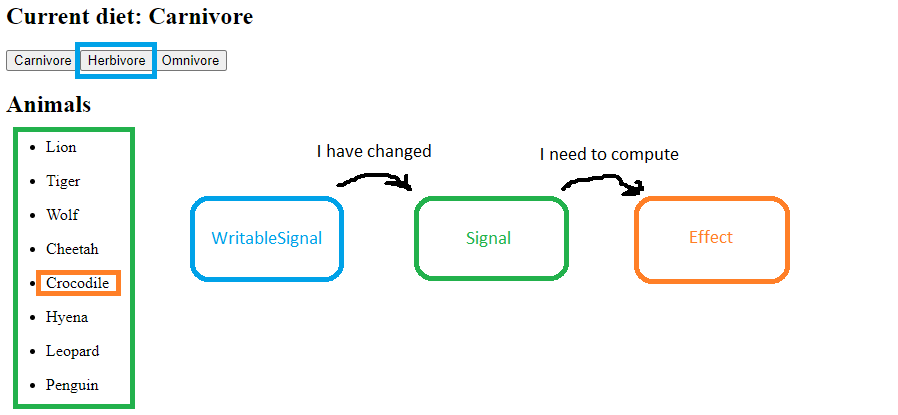 Current diet: Carnivore
Carnivore Herbivore Omnivore
Animals
Lion
Tiger
Wolf
Cheetah
Crocodile
Hyena
Leopard
Penguin
I have changed
I need to compute
WritableSignal
Signal
Effect